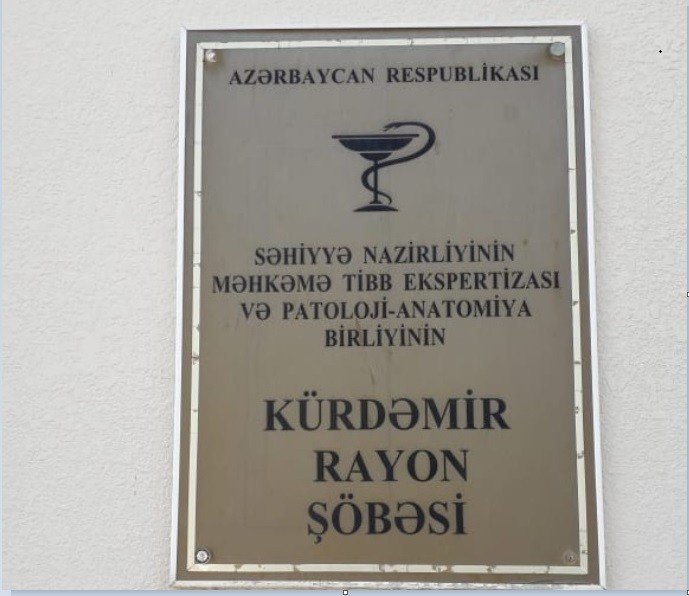 AZƏRBAYCAN RESPUBLİKASI
SƏHİYYƏ NAZİRLİYİNİN
MƏHKƏMƏ TİBB EKSPERTİZASI
VƏ PATOLOJİ-ANATOMİYA
BİRLİYİNİN
KÜRDƏMİR
RAYON
ŞÖBƏSİ